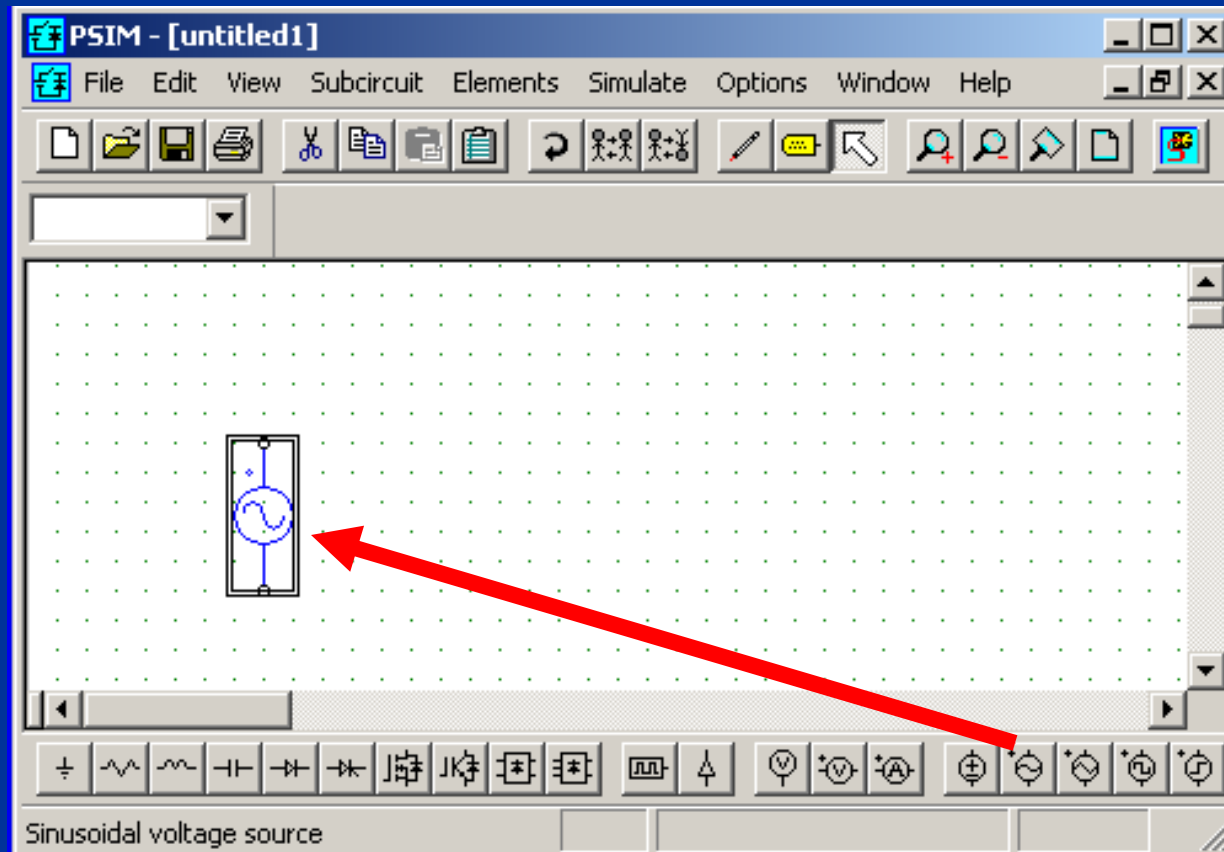 PSIM - [untitled1]
File Edit View Subcircuit Elements Simulate Options Window Help
V V A
Sinusoidal voltage source